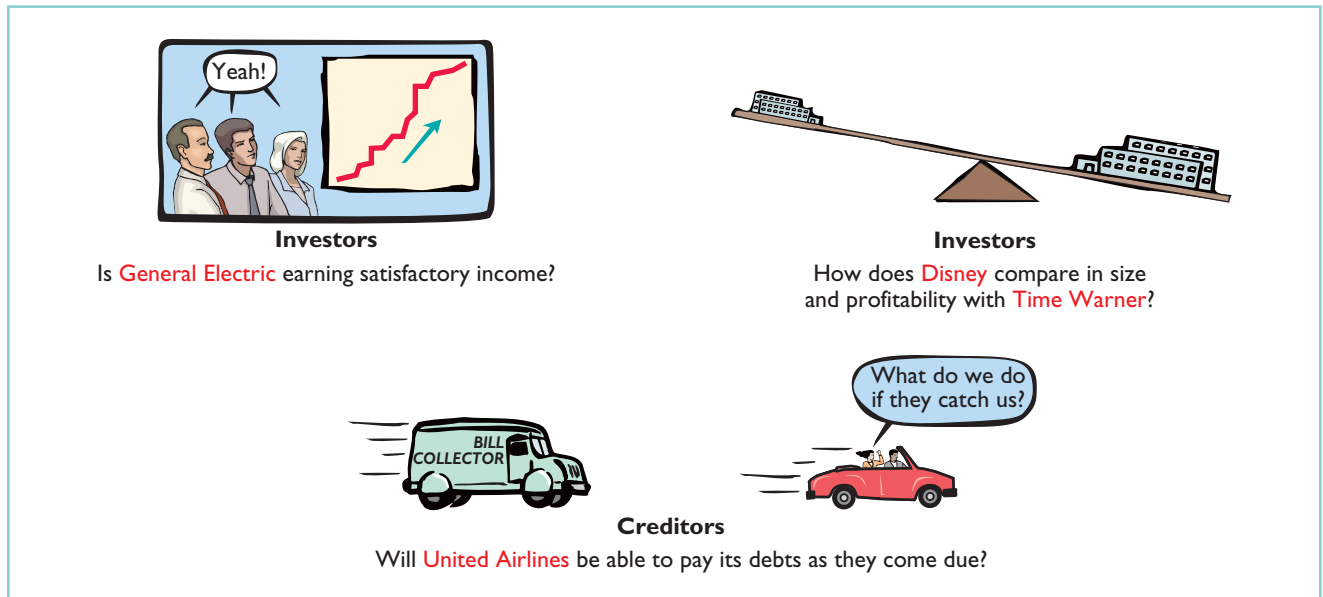 Yeah!
Investors
Is General Electric earning satisfactory income?
Investors
How does Disney compare in size
and profitability with Time Warner?
BILL
COLLECTOR
What do we do
if they catch us?
Creditors
Will United Airlines be able to pay its debts as they come due?